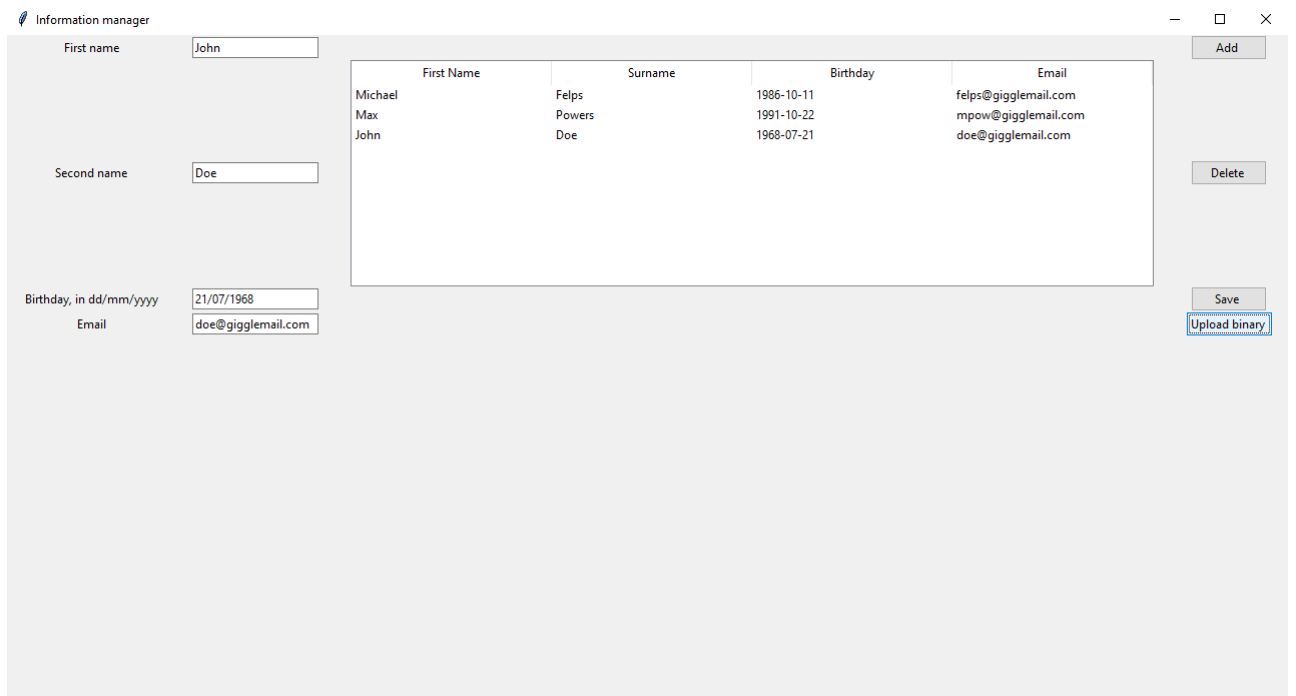 Information manager
First name John Add
First Name Surname Birthday Email
Michael Felps 1986-10-11 felps@gigglemail.com
Max Powers 1991-10-22 mpow@gigglemail.com
John Doe 1968-07-21 doe@gigglemail.com
Second name Doe Delete
Birthday, in dd/mm/yyyy 21/07/1968 Save
Email doe@gigglemail.com Upload binary